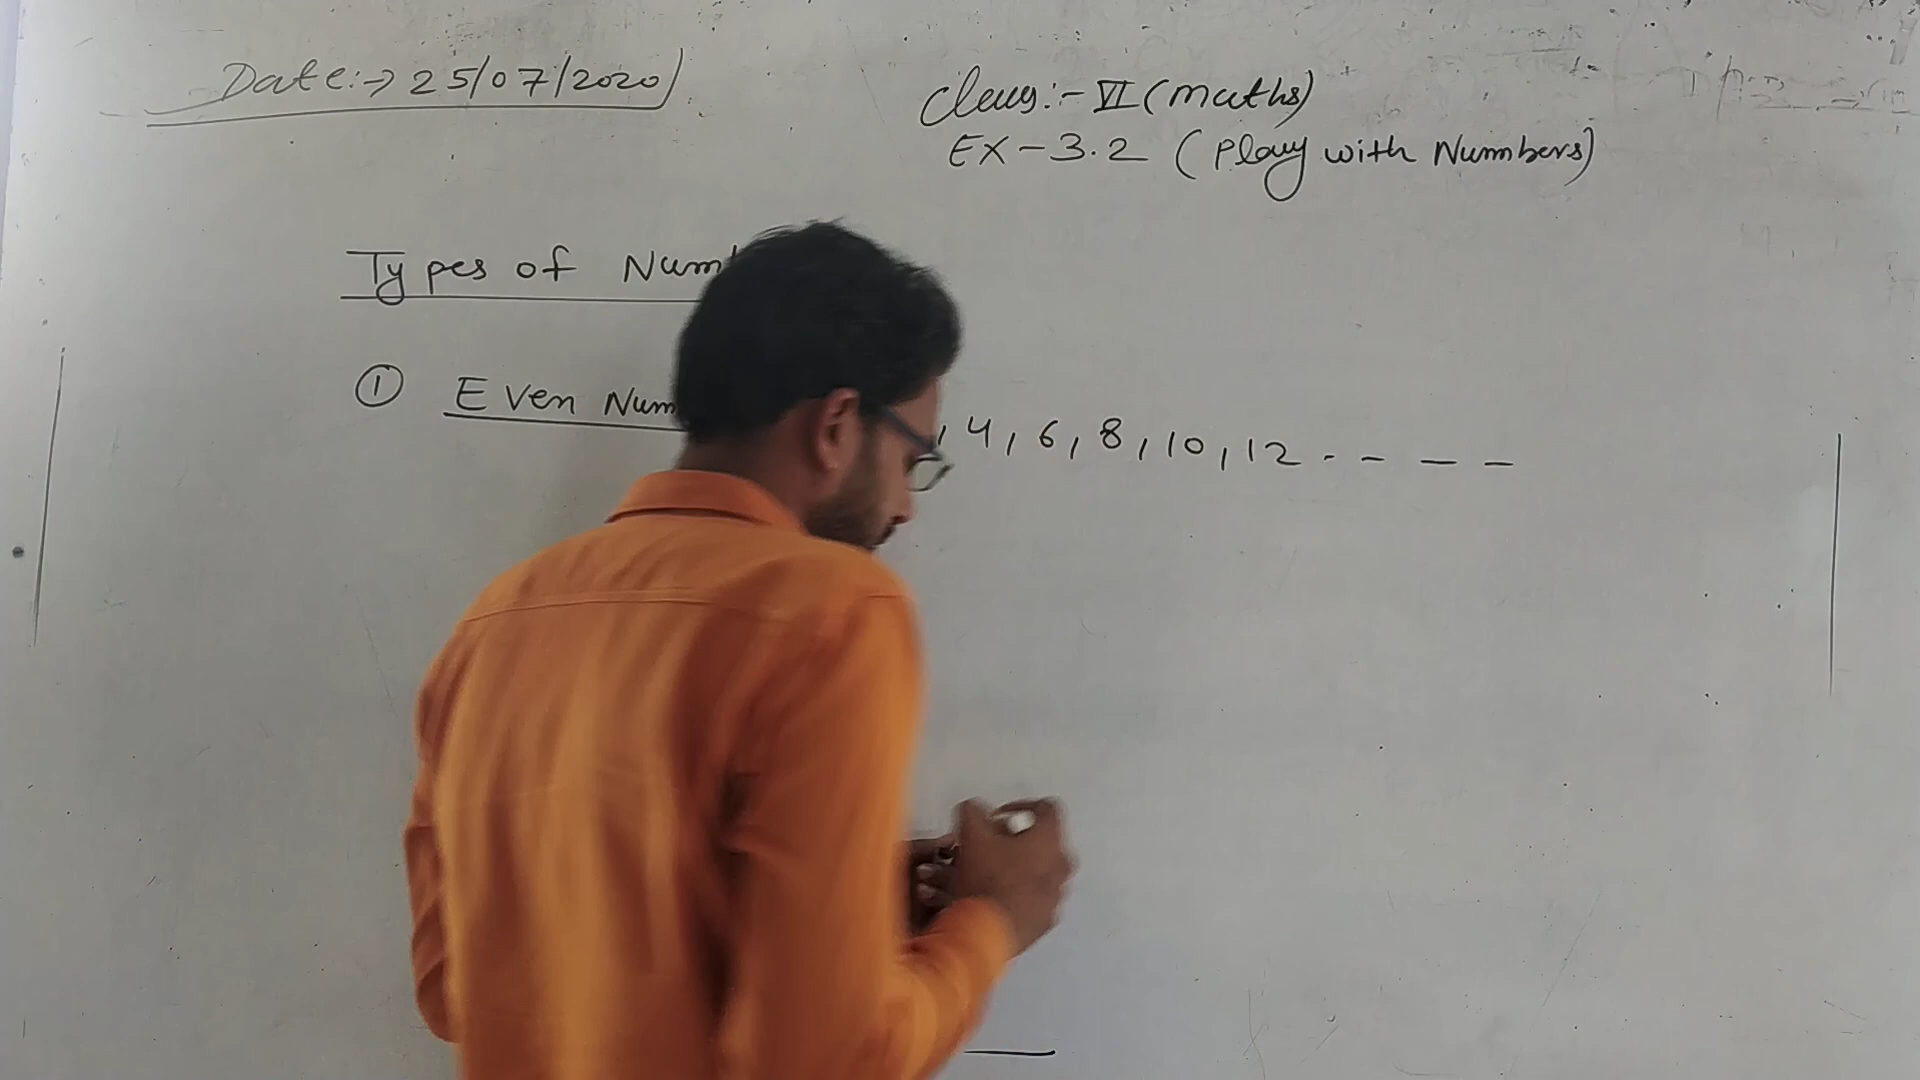 Date:→ 25/07/2020
Class:- VI (Maths)
EX - 3.2 (Play with Numbers)
Types of Num
① Even Num
, 4, 6, 8, 10, 12 - - - -